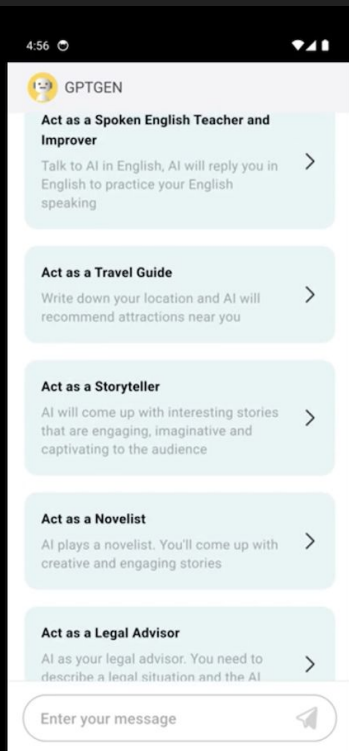 4:56
GPTGEN
Act as a Spoken English Teacher and
Improver
Talk to AI in English, AI will reply you in
English to practice your English
speaking
Act as a Travel Guide
Write down your location and AI will
recommend attractions near you
Act as a Storyteller
AI will come up with interesting stories
that are engaging, imaginative and
captivating to the audience
Act as a Novelist
AI plays a novelist. You'll come up with
creative and engaging stories
Act as a Legal Advisor
AI as your legal advisor. You need to
describe a legal situation and the AI
Enter your message